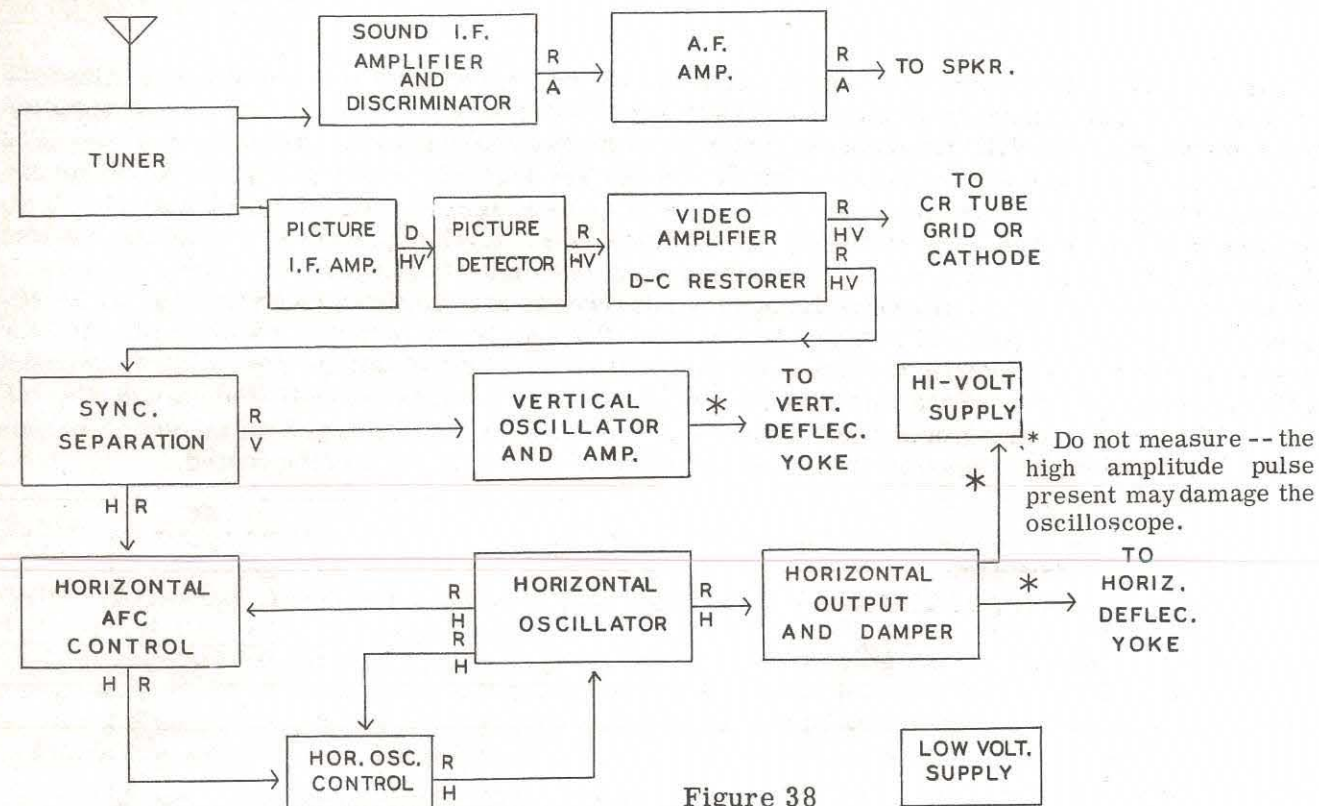 SOUND I.F.
AMPLIFIER
AND
DISCRIMINATOR
R
A
A.F.
AMP.
R
A
TO SPKR.
TUNER
PICTURE
I.F. AMP.
D
HV
PICTURE
DETECTOR
R
HV
VIDEO
AMPLIFIER
D-C RESTORER
R
HV
R
HV
TO
CR TUBE
GRID OR
CATHODE
SYNC.
SEPARATION
R
V
VERTICAL
OSCILLATOR
AND AMP.
*
TO
VERT.
DEFLEC.
YOKE
HI-VOLT
SUPPLY
*
* Do not measure -- the
high amplitude pulse
present may damage the
oscilloscope.
H R
HORIZONTAL
AFC
CONTROL
R
H
R
H
HORIZONTAL
OSCILLATOR
R
H
HORIZONTAL
OUTPUT
AND DAMPER
*
TO
HORIZ.
DEFLEC.
YOKE
H R
HOR. OSC.
CONTROL
R
H
LOW VOLT.
SUPPLY
Figure 38